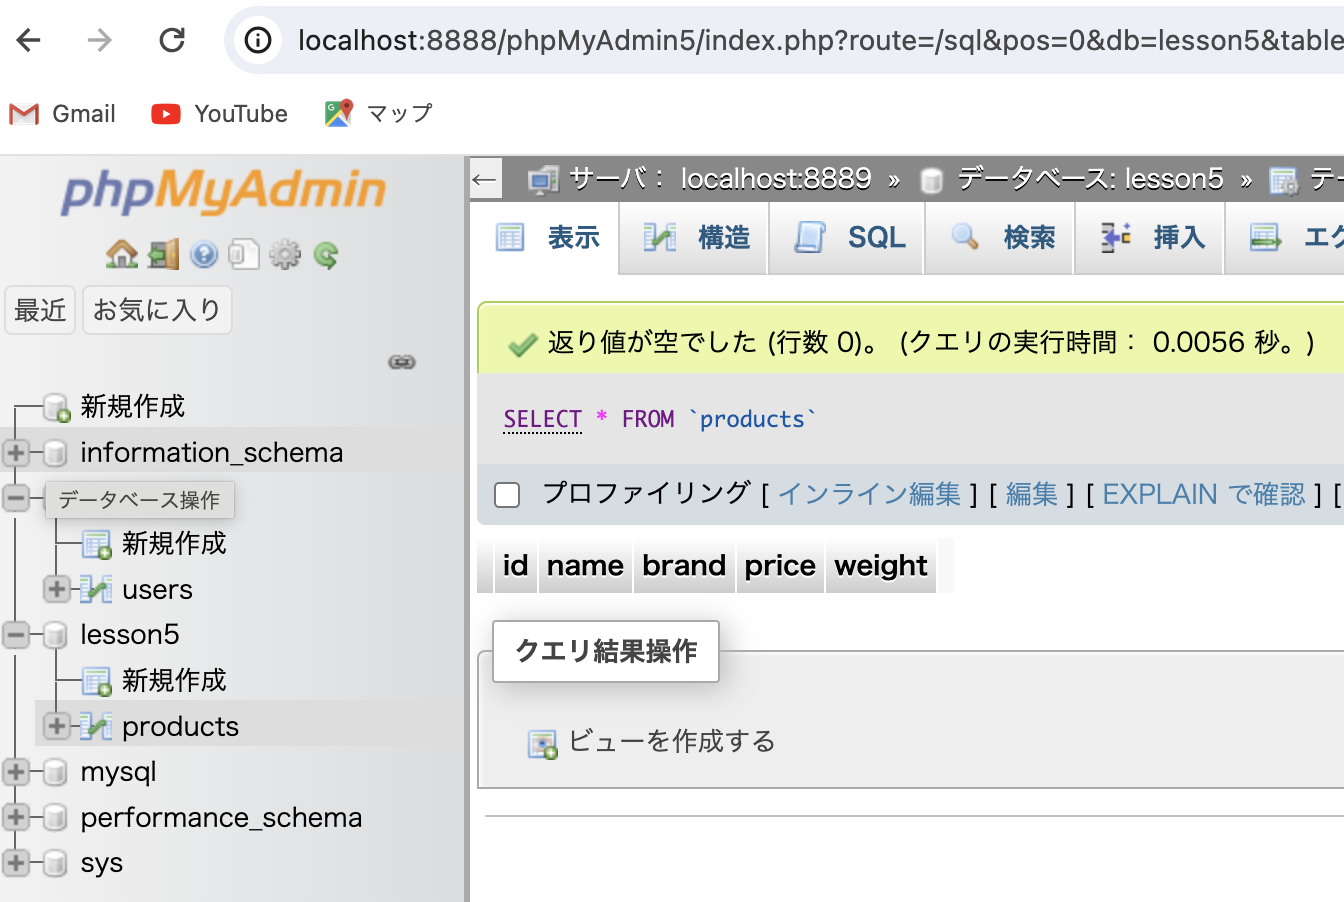 localhost:8888/phpMyAdmin5/index.php?route=/sql&pos=0&db=lesson5&table
Gmail YouTube マップ
phpMyAdmin
最近 お気に入り
新規作成
information_schema
データベース操作
新規作成
users
lesson5
新規作成
products
mysql
performance_schema
sys
← サーバ： localhost:8889 » データベース: lesson5 » テー
表示 構造 SQL 検索 挿入 エク
返り値が空でした (行数 0)。 (クエリの実行時間： 0.0056 秒。)
SELECT * FROM `products`
プロファイリング [ インライン編集 ] [ 編集 ] [ EXPLAIN で確認 ] [
id name brand price weight
クエリ結果操作
ビューを作成する